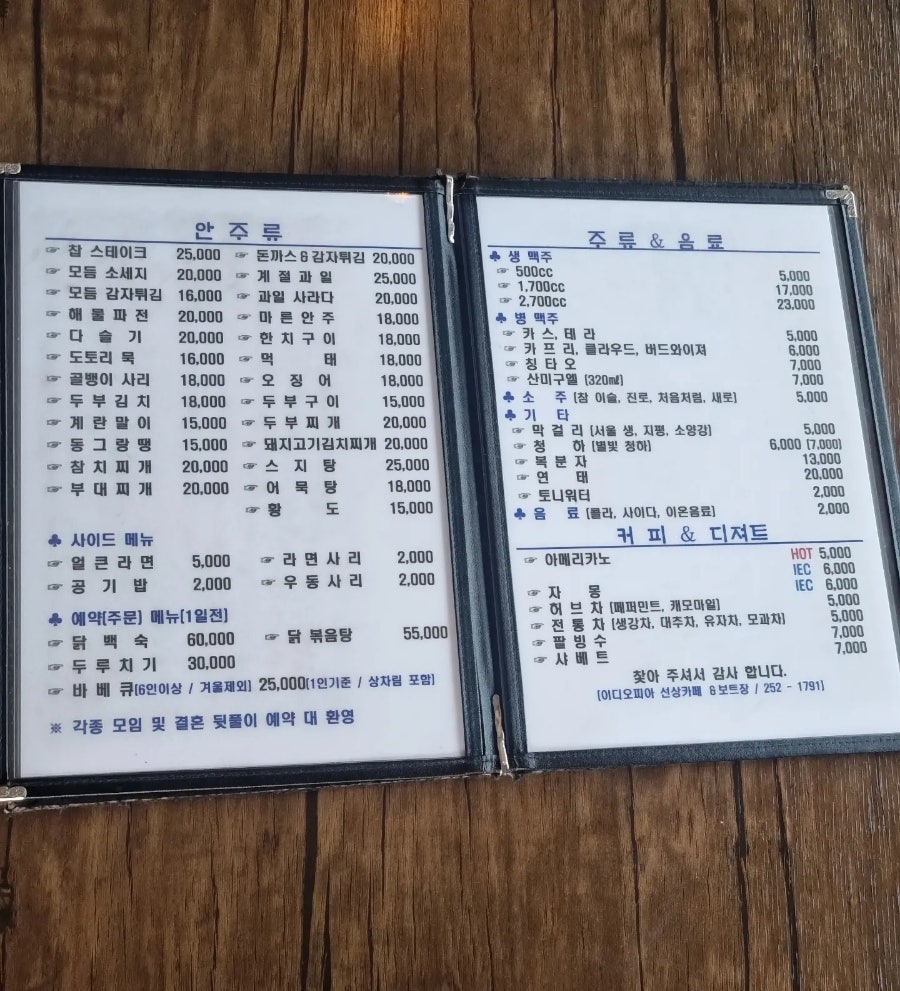 안 주 류
☞ 찹 스테이크 25,000 ☞ 돈까스&감자튀김 20,000
☞ 모듬 소세지 20,000 ☞ 계 절 과 일 25,000
☞ 모듬 감자튀김 16,000 ☞ 과일 사라다 20,000
☞ 해 물 파 전 20,000 ☞ 마 른 안 주 18,000
☞ 다 슬 기 20,000 ☞ 한 치 구 이 18,000
☞ 도토리 묵 16,000 ☞ 먹 태 18,000
☞ 골뱅이 사리 18,000 ☞ 오 징 어 18,000
☞ 두 부 김 치 18,000 ☞ 두 부 구 이 15,000
☞ 계 란 말 이 15,000 ☞ 두 부 찌 개 20,000
☞ 동 그 랑 땡 15,000 ☞ 돼지고기김치찌개 20,000
☞ 참 치 찌 개 20,000 ☞ 스 지 탕 25,000
☞ 부 대 찌 개 20,000 ☞ 어 묵 탕 18,000
☞ 황 도 15,000
♣ 사이드 메뉴
☞ 얼 큰 라 면 5,000 ☞ 라 면 사 리 2,000
☞ 공 기 밥 2,000 ☞ 우 동 사 리 2,000
♣ 예약(주문) 메뉴(1일전)
☞ 닭 백 숙 60,000 ☞ 닭 볶음탕 55,000
☞ 두 루 치 기 30,000
☞ 바 베 큐(6인이상 / 겨울제외) 25,000(1인기준 / 상차림 포함)
※ 각종 모임 및 결혼 뒷풀이 예약 대 환영
주 류 & 음 료
♣ 생 맥주
☞ 500cc 5,000
☞ 1,700cc 17,000
☞ 2,700cc 23,000
♣ 병 맥주
☞ 카 스, 테 라 5,000
☞ 카 프 리, 클라우드, 버드와이져 6,000
☞ 칭 타 오 7,000
☞ 산미구엘 (320㎖) 7,000
♣ 소 주 (참 이슬, 진로, 처음처럼, 새로) 5,000
♣ 기 타
☞ 막 걸 리 (서울 생, 지평, 소양강) 5,000
☞ 청 하 (별빛 청하) 6,000 (7,000)
☞ 복 분 자 13,000
☞ 연 태 20,000
☞ 토니워터 2,000
♣ 음 료 (콜라, 사이다, 이온음료) 2,000
커 피 & 디져트
☞ 아메리카노 HOT 5,000
IEC 6,000
☞ 자 몽 IEC 6,000
☞ 허 브 차 (페퍼민트, 캐모마일) 5,000
☞ 전 통 차 (생강차, 대추차, 유자차, 모과차) 5,000
☞ 팥 빙 수 7,000
☞ 샤 베 트 7,000
찾아 주셔서 감사 합니다.
(이디오피아 선상카페 &보트장 / 252 - 1791)